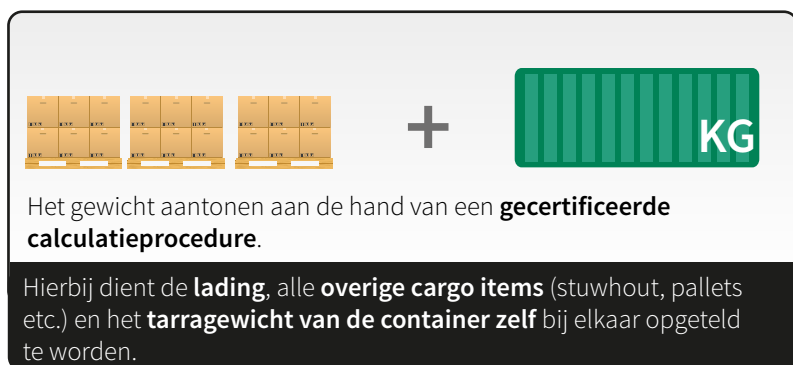 +
KG
Het gewicht aantonen aan de hand van een gecertificeerde
calculatieprocedure.
Hierbij dient de lading, alle overige cargo items (stuwhout, pallets
etc.) en het tarragewicht van de container zelf bij elkaar opgeteld
te worden.